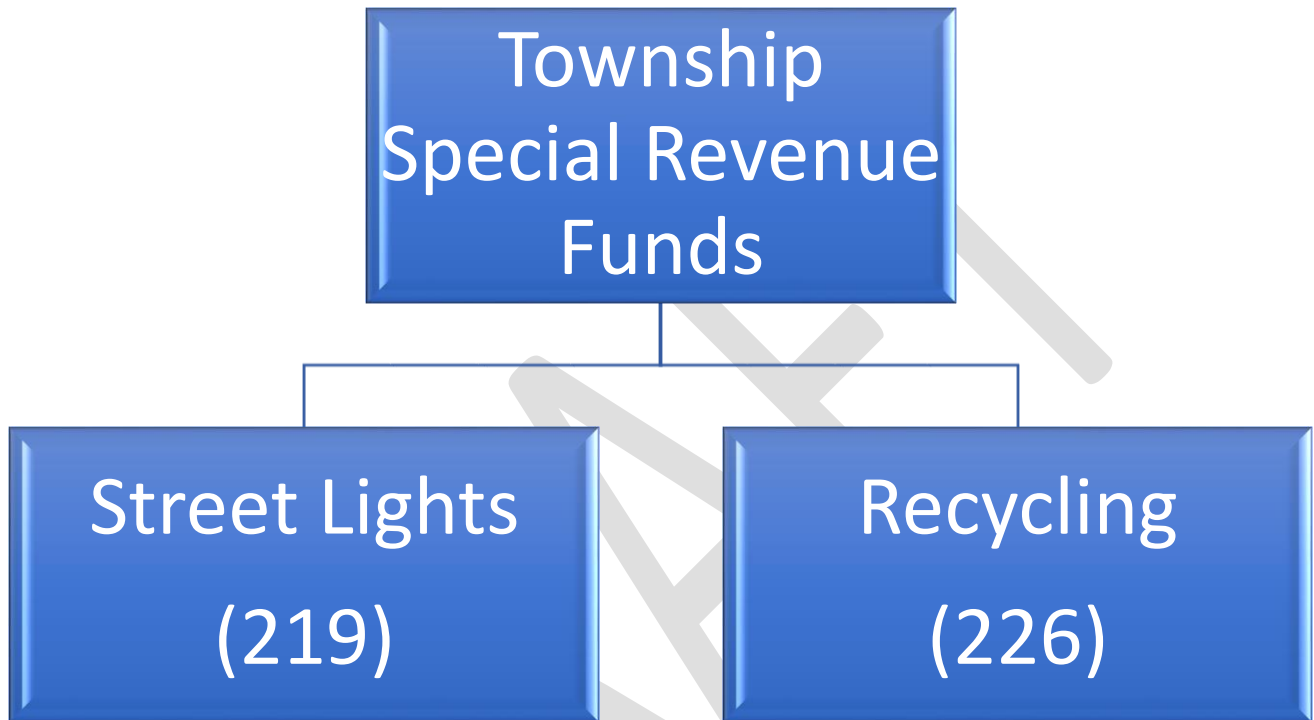 Township
Special Revenue
Funds
Street Lights
(219)
Recycling
(226)